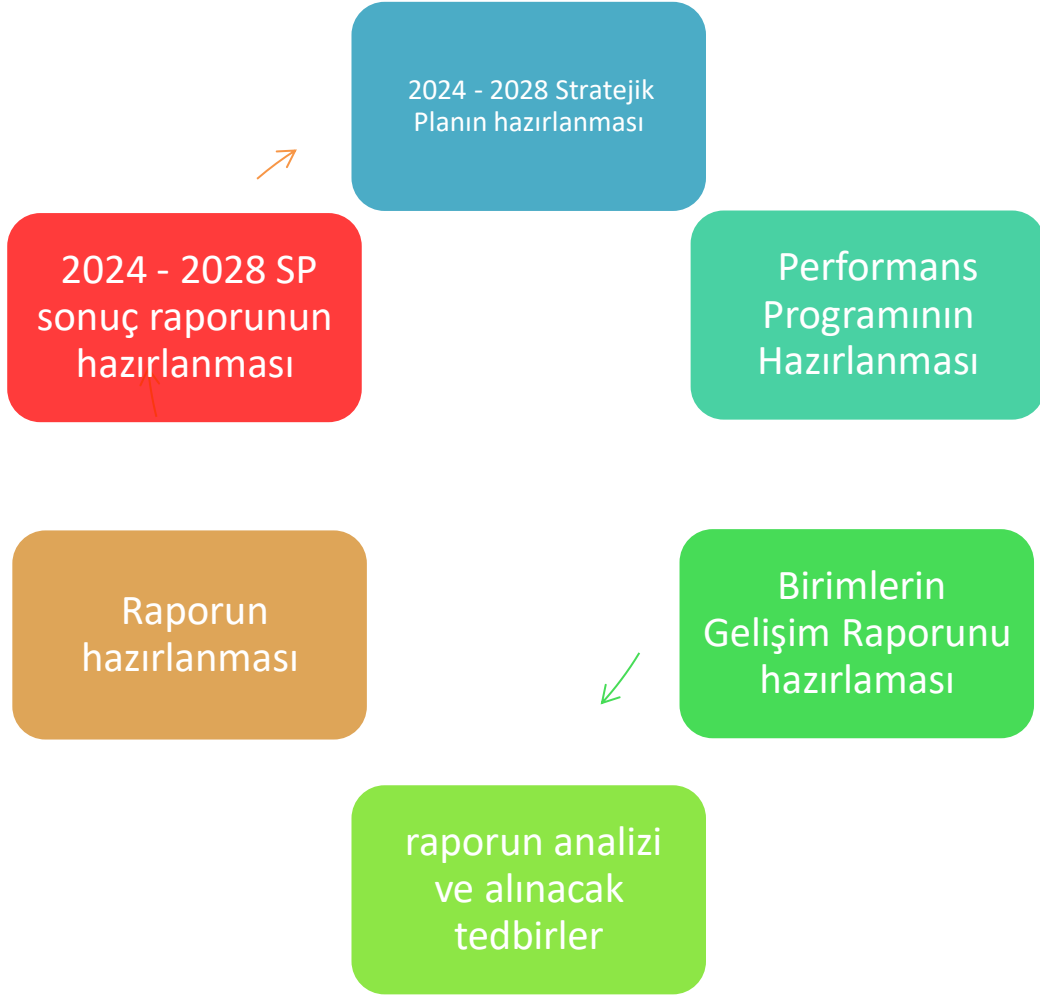 2024 - 2028 Stratejik
Planın hazırlanması
Performans
Programının
Hazırlanması
Birimlerin
Gelişim Raporunu
hazırlaması
raporun analizi
ve alınacak
tedbirler
Raporun
hazırlanması
2024 - 2028 SP
sonuç raporunun
hazırlanması